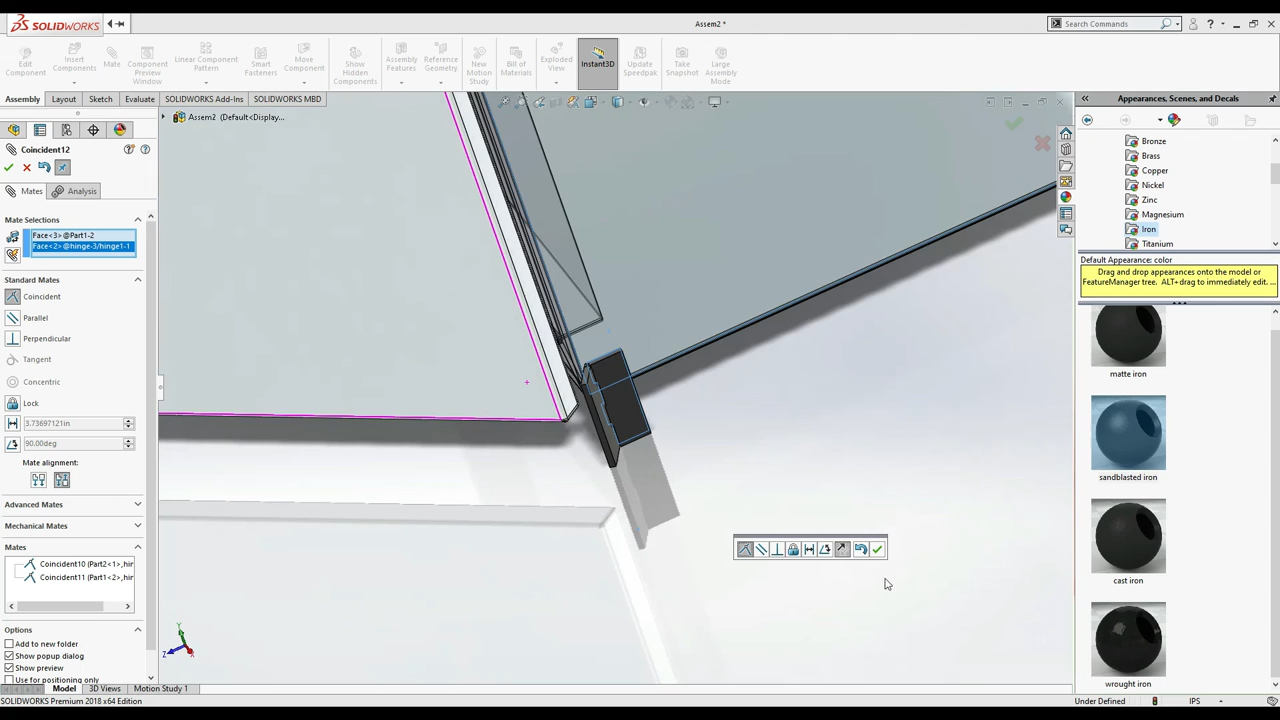 SOLIDWORKS
Assem2 *
Search Commands
Edit Component
Insert Components
Mate
Component Preview Window
Linear Component Pattern
Smart Fasteners
Move Component
Show Hidden Components
Assembly Features
Reference Geometry
New Motion Study
Bill of Materials
Exploded View
Instant3D
Update Speedpak
Take Snapshot
Large Assembly Mode
Assembly
Layout
Sketch
Evaluate
SOLIDWORKS Add-Ins
SOLIDWORKS MBD
Assem2 (Default<Display...
Coincident12
Mates
Analysis
Mate Selections
Face<3> @Part1-2
Face<2> @hinge-3/hinge1-1
Standard Mates
Coincident
Parallel
Perpendicular
Tangent
Concentric
Lock
3.73697121in
90.00deg
Mate alignment:
Advanced Mates
Mechanical Mates
Mates
Coincident10 (Part2<1>,hin
Coincident11 (Part1<2>,hin
Options
Add to new folder
Show popup dialog
Show preview
Use for positioning only
Y
Z
X
Model
3D Views
Motion Study 1
SOLIDWORKS Premium 2018 x64 Edition
Under Defined
IPS
Appearances, Scenes, and Decals
Bronze
Brass
Copper
Nickel
Zinc
Magnesium
Iron
Titanium
Default Appearance: color
Drag and drop appearances onto the model or
FeatureManager tree. ALT+drag to immediately edit. ...
matte iron
sandblasted iron
cast iron
wrought iron